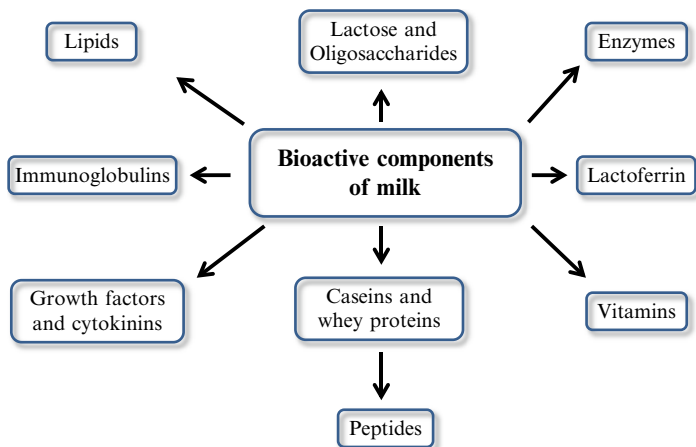 Lipids
Lactose and
Oligosaccharides
Enzymes
Immunoglobulins
Bioactive components
of milk
Lactoferrin
Growth factors
and cytokinins
Caseins and
whey proteins
Vitamins
Peptides